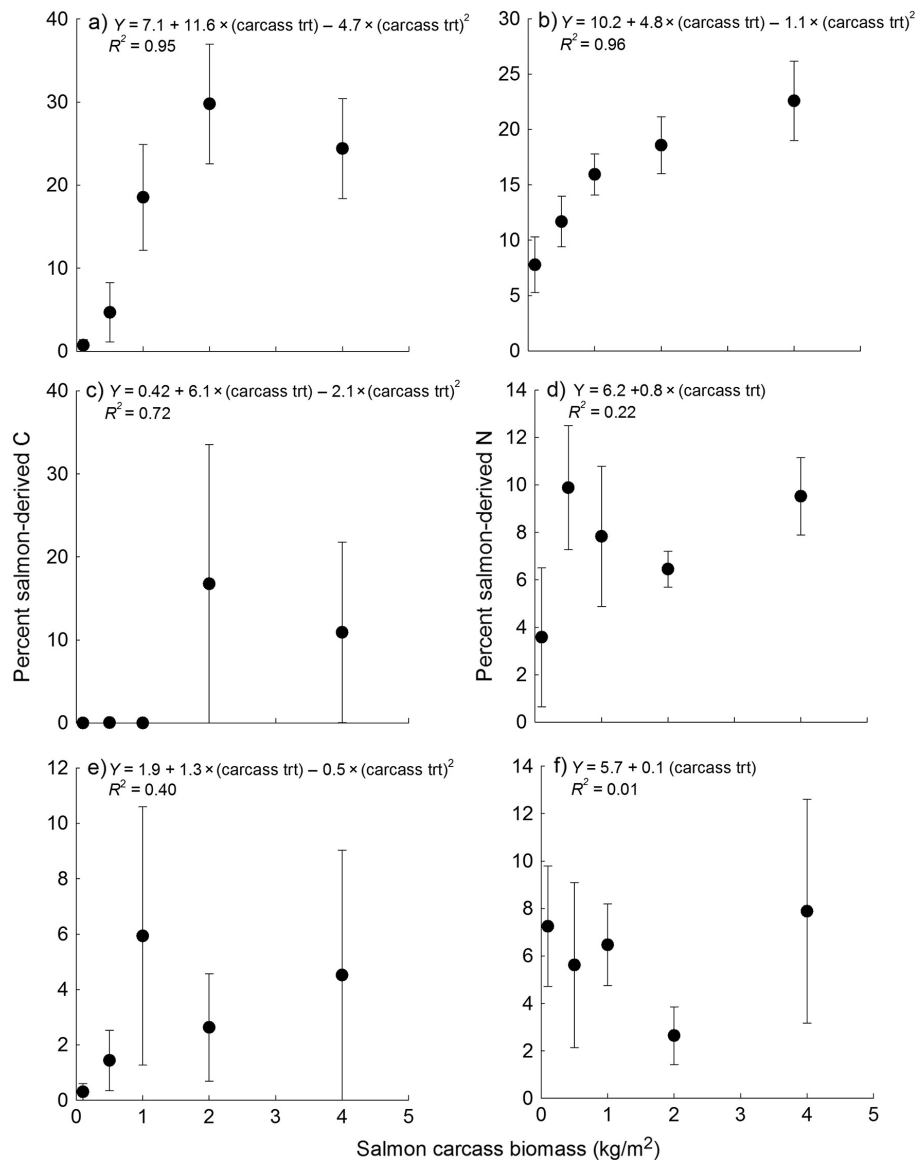 a) Y = 7.1 + 11.6 × (carcass trt) – 4.7 × (carcass trt)²
R² = 0.95
40
30
20
10
0
b) Y = 10.2 + 4.8 × (carcass trt) – 1.1 × (carcass trt)²
R² = 0.96
30
25
20
15
10
5
0
Percent salmon-derived C
c) Y = 0.42 + 6.1 × (carcass trt) – 2.1 × (carcass trt)²
R² = 0.72
40
30
20
10
0
Percent salmon-derived N
d) Y = 6.2 +0.8 × (carcass trt)
R² = 0.22
14
12
10
8
6
4
2
0
e) Y = 1.9 + 1.3 × (carcass trt) – 0.5 × (carcass trt)²
R² = 0.40
12
10
8
6
4
2
0
0 1 2 3 4 5
f) Y = 5.7 + 0.1 (carcass trt)
R² = 0.01
14
12
10
8
6
4
2
0
0 1 2 3 4 5
Salmon carcass biomass (kg/m²)